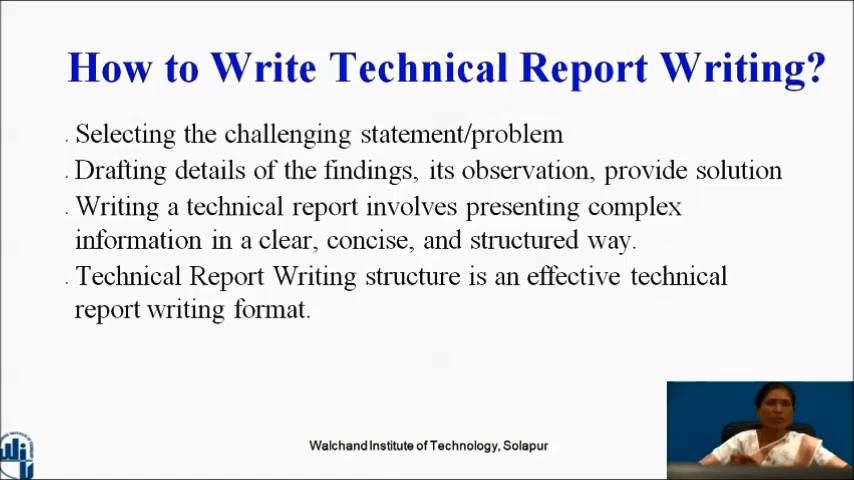 How to Write Technical Report Writing?
. Selecting the challenging statement/problem
. Drafting details of the findings, its observation, provide solution
. Writing a technical report involves presenting complex
information in a clear, concise, and structured way.
. Technical Report Writing structure is an effective technical
report writing format.
Walchand Institute of Technology, Solapur